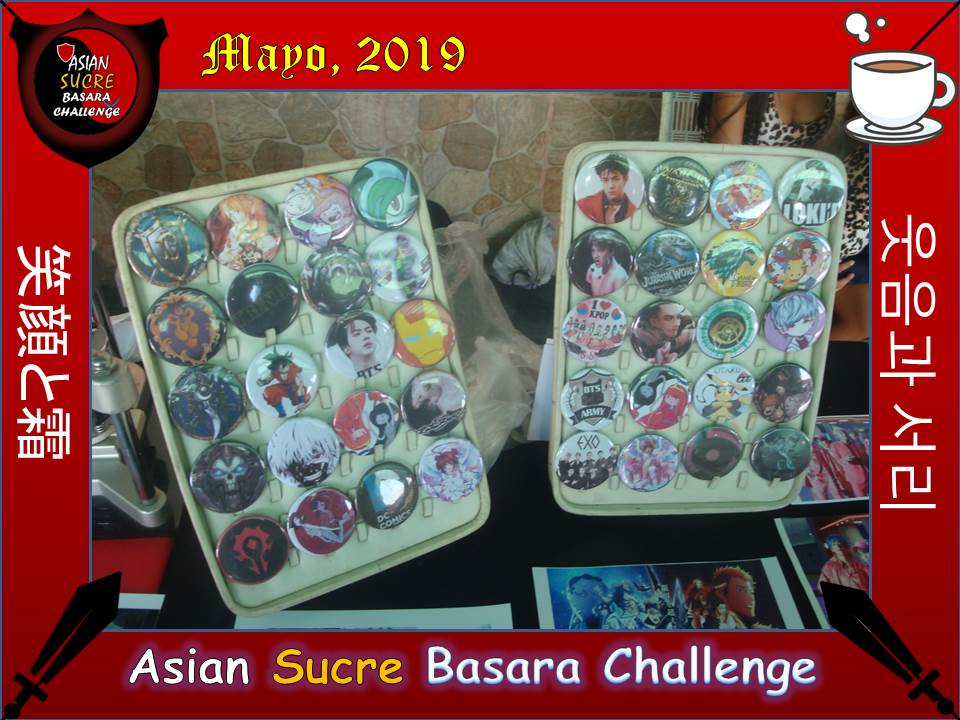 ASIAN
SUCRE
BASARA
CHALLENGE
Mayo, 2019
笑顔と霜
웃음과 서리
BTS
DC
COMICS
JURASSIC WORLD
I ♥
KPOP
BTS
ARMY
OTAKU
EXO
Asian Sucre Basara Challenge